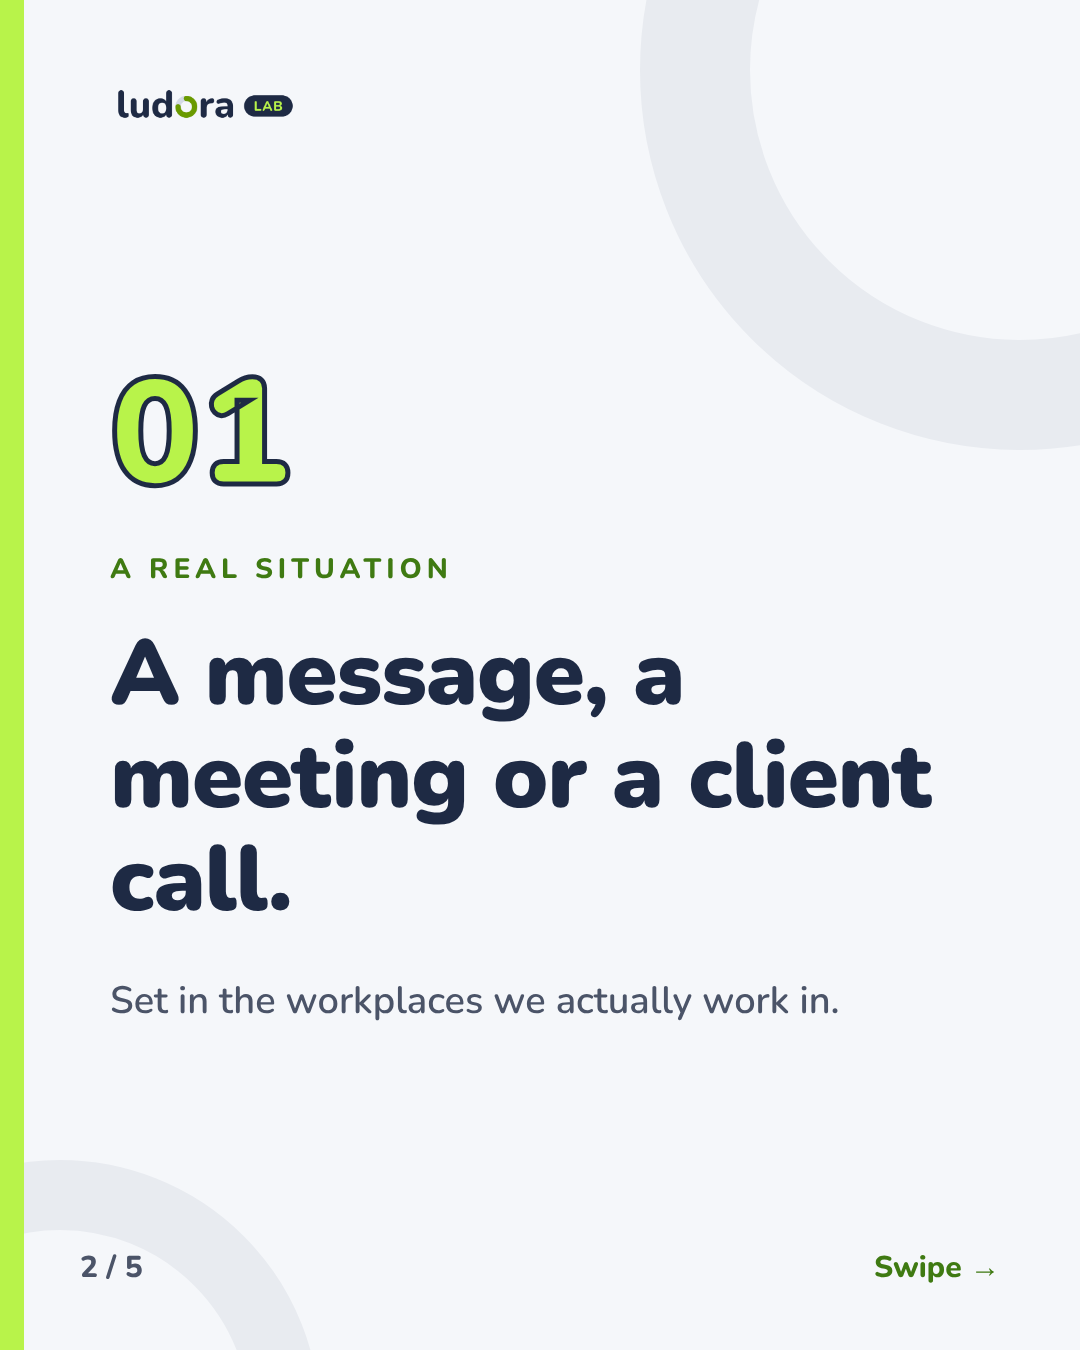 ludora LAB
01
A REAL SITUATION
A message, a
meeting or a client
call.
Set in the workplaces we actually work in.
2 / 5
Swipe →